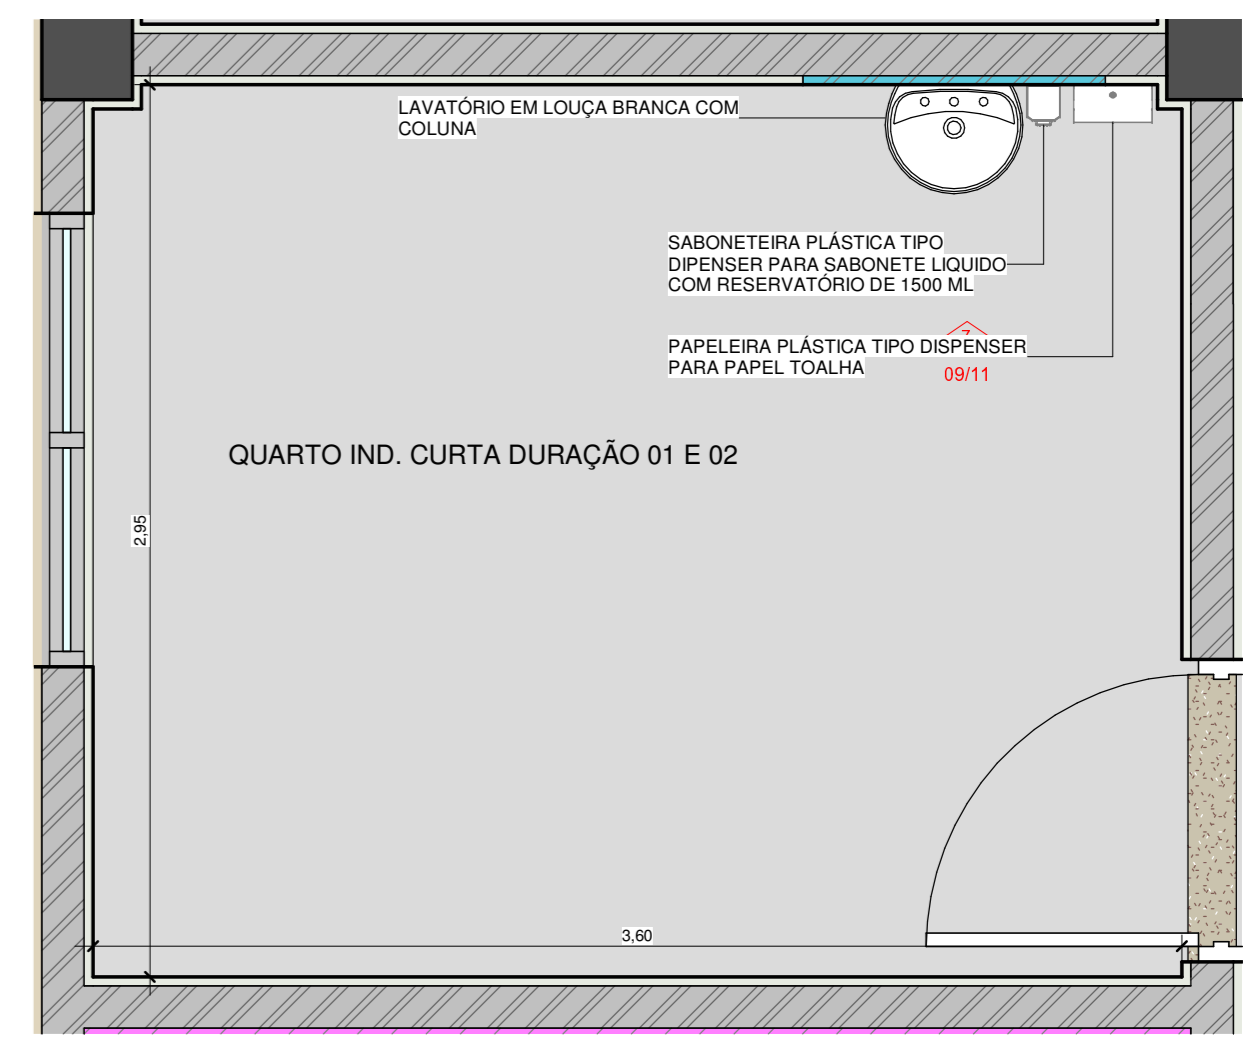 LAVATÓRIO EM LOUÇA BRANCA COM
COLUNA
SABONETEIRA PLÁSTICA TIPO
DIPENSER PARA SABONETE LIQUIDO
COM RESERVATÓRIO DE 1500 ML
PAPELEIRA PLÁSTICA TIPO DISPENSER
PARA PAPEL TOALHA
09/11
QUARTO IND. CURTA DURAÇÃO 01 E 02
2,95
3,60